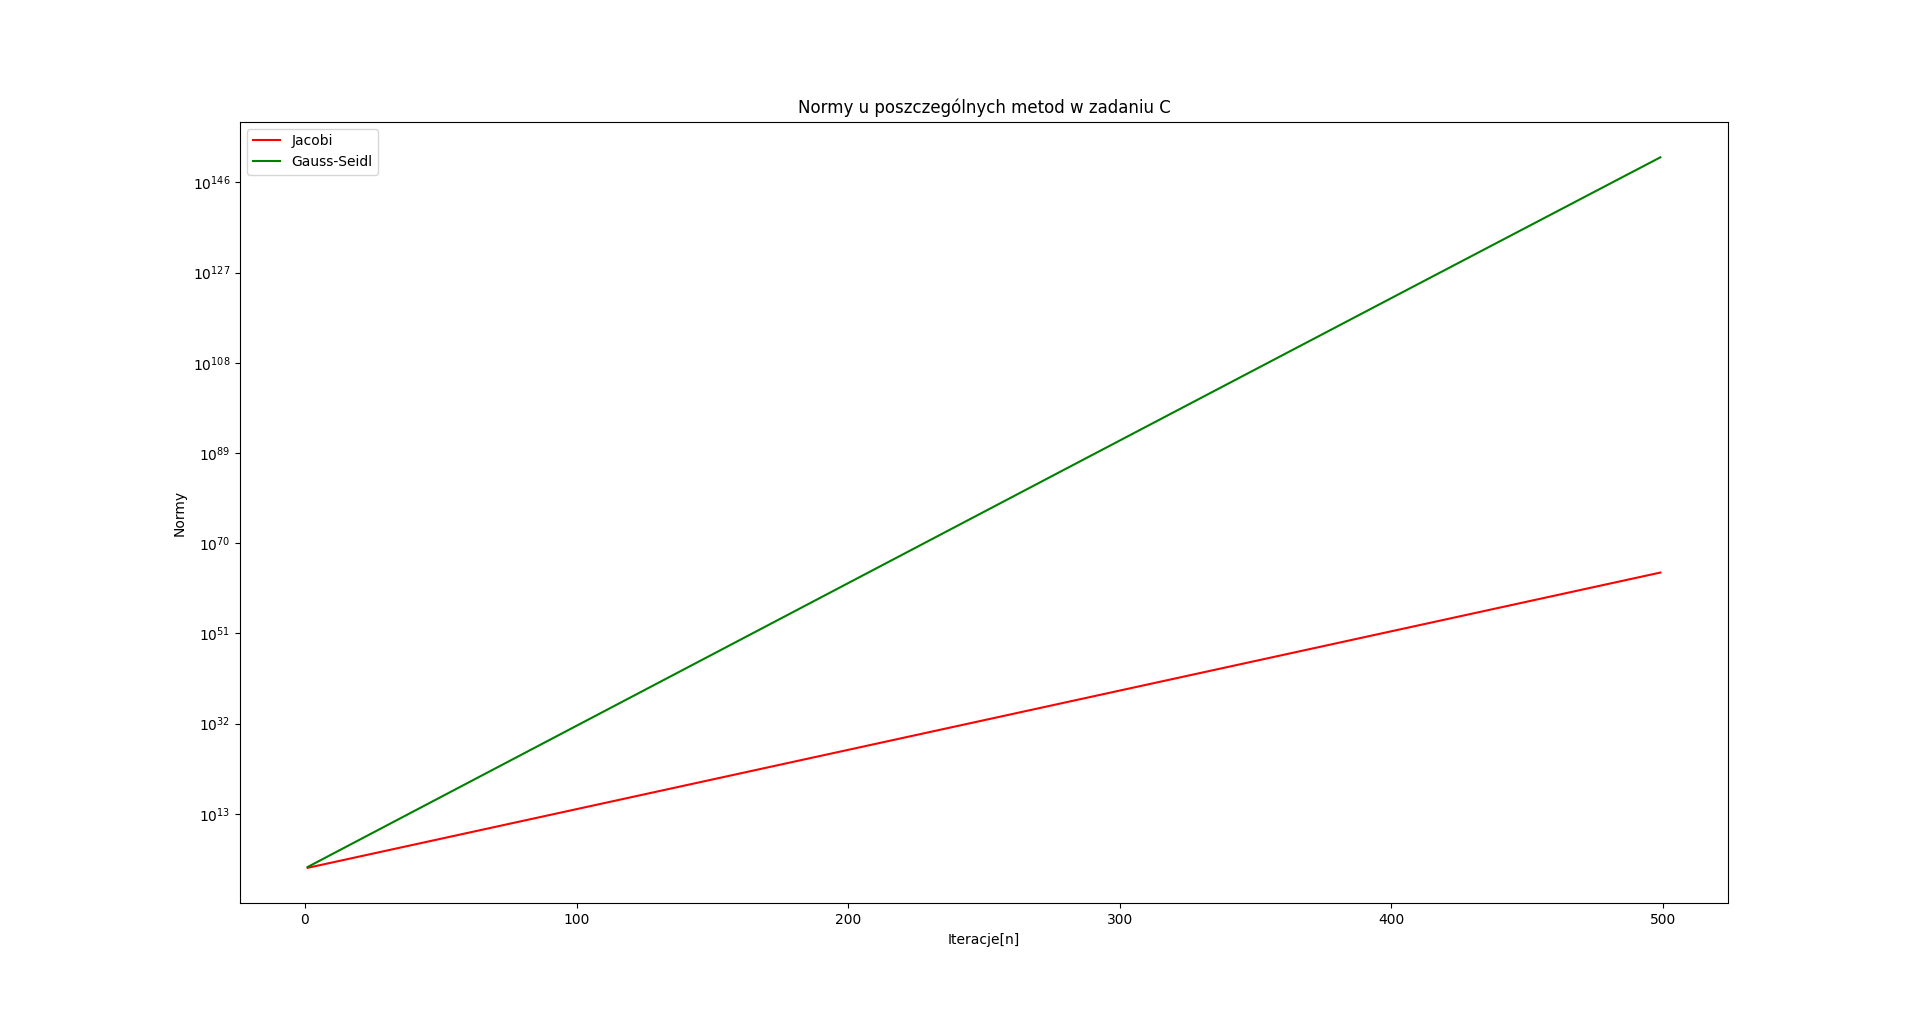 Normy u poszczególnych metod w zadaniu C
Jacobi
Gauss-Seidl
10^146
10^127
10^108
10^89
10^70
10^51
10^32
10^13
Normy
0 100 200 300 400 500
Iteracje[n]